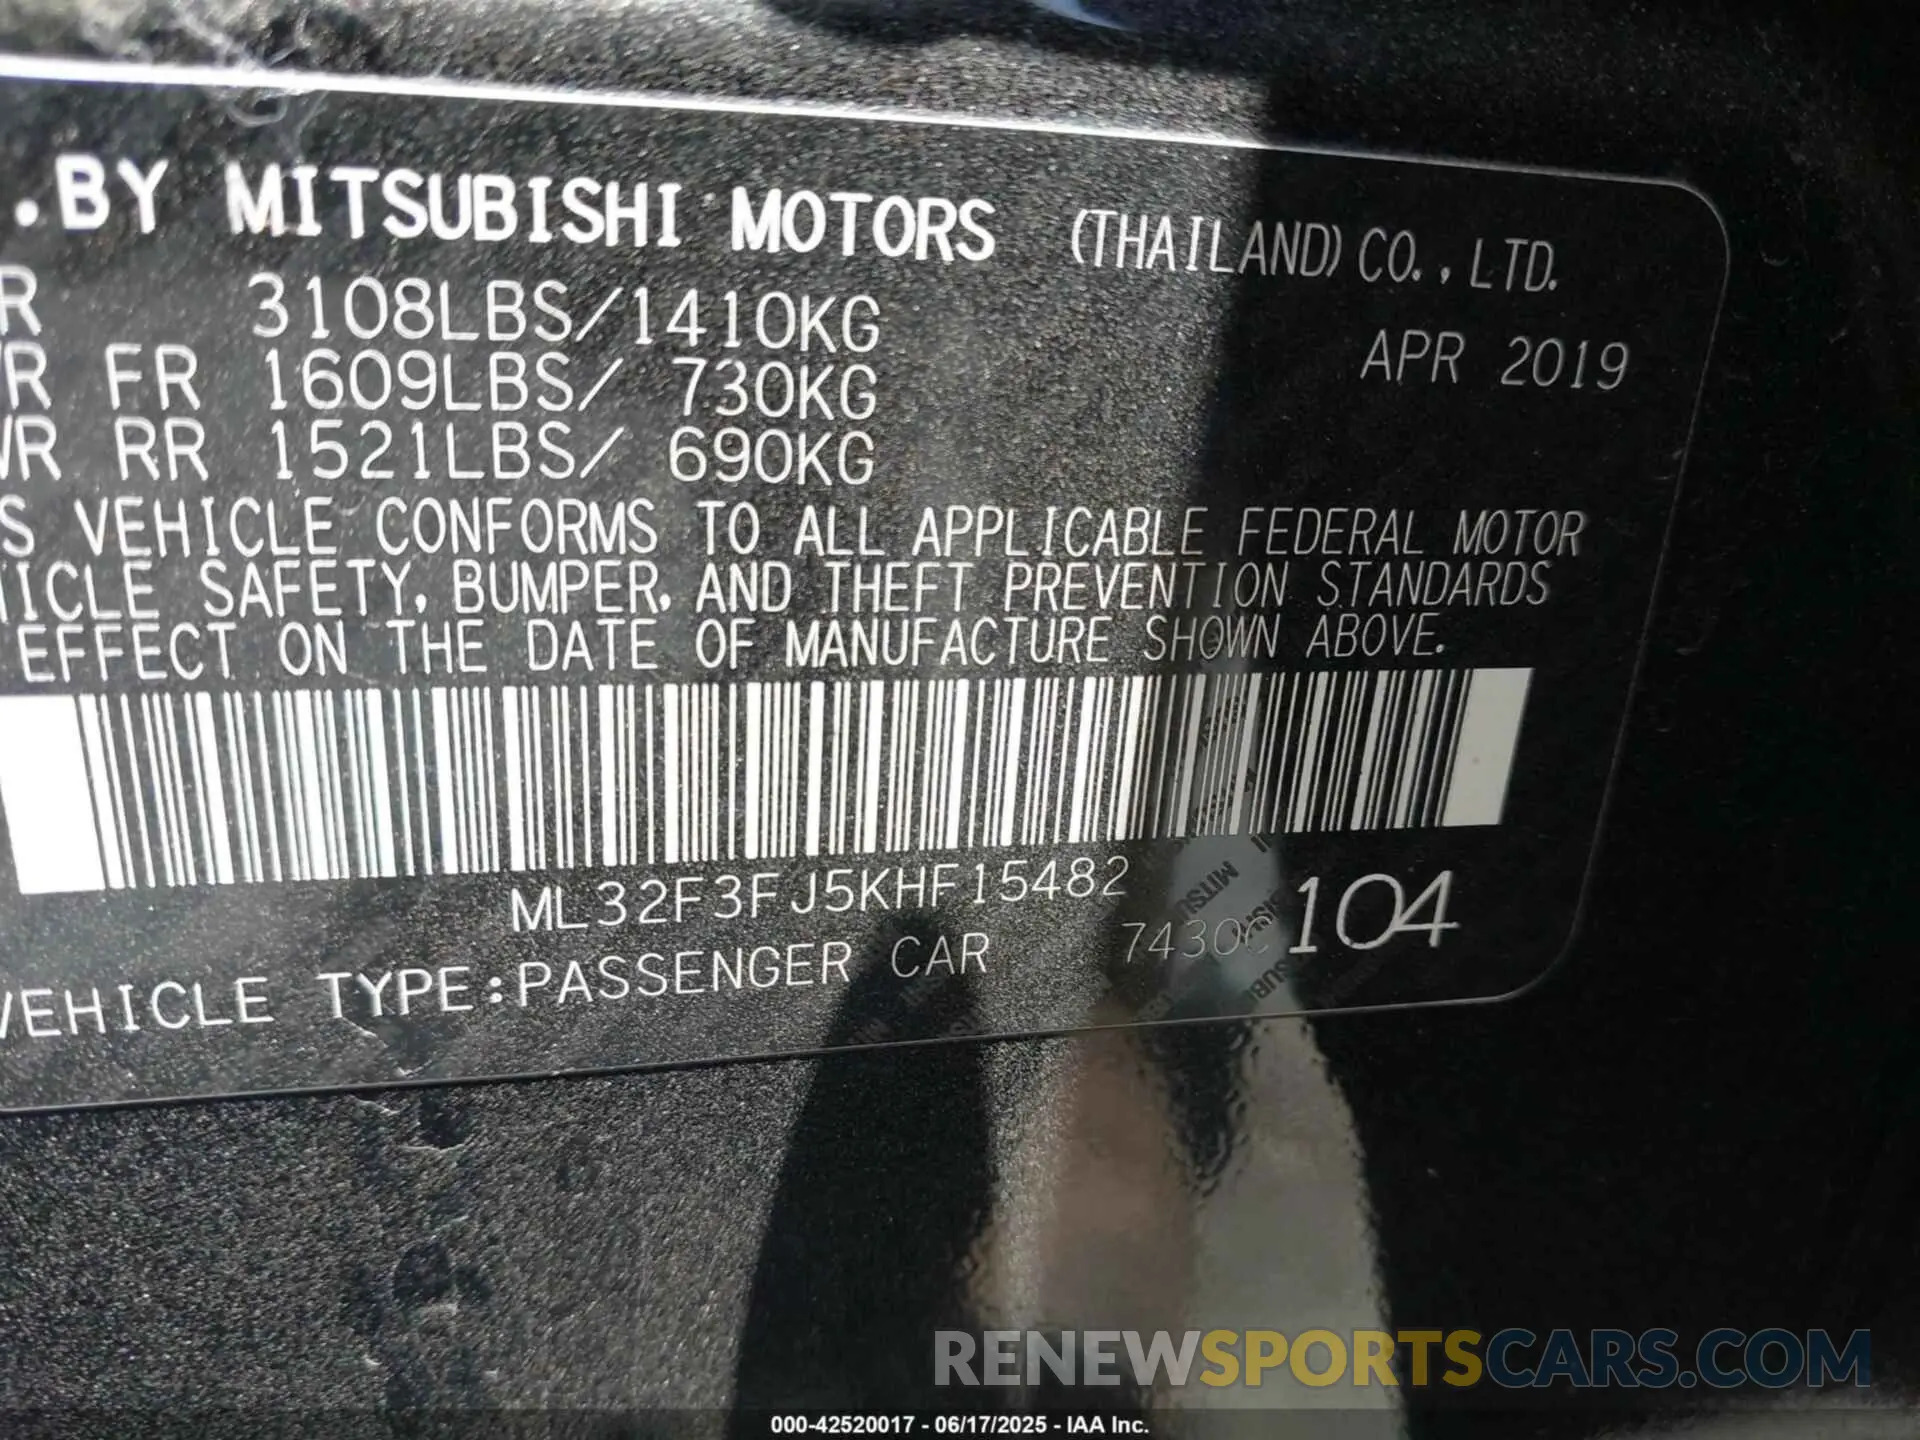 .BY MITSUBISHI MOTORS (THAILAND) CO.,LTD.
R 3108LBS/1410KG APR 2019
R FR 1609LBS/ 730KG
WR RR 1521LBS/ 690KG
S VEHICLE CONFORMS TO ALL APPLICABLE FEDERAL MOTOR
ICLE SAFETY, BUMPER, AND THEFT PREVENTION STANDARDS
EFFECT ON THE DATE OF MANUFACTURE SHOWN ABOVE.
ML32F3FJ5KHF15482
VEHICLE TYPE:PASSENGER CAR 104
RENEWSPORTSCARS.COM
000-42520017 - 06/17/2025 - IAA Inc.